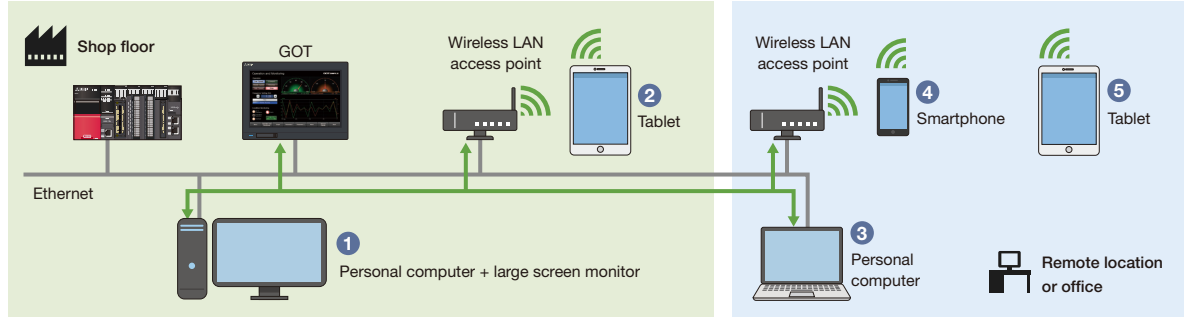 Shop floor
GOT
Wireless LAN
access point
2
Tablet
Ethernet
1
Personal computer + large screen monitor
Wireless LAN
access point
4
Smartphone
5
Tablet
3
Personal
computer
Remote location
or office